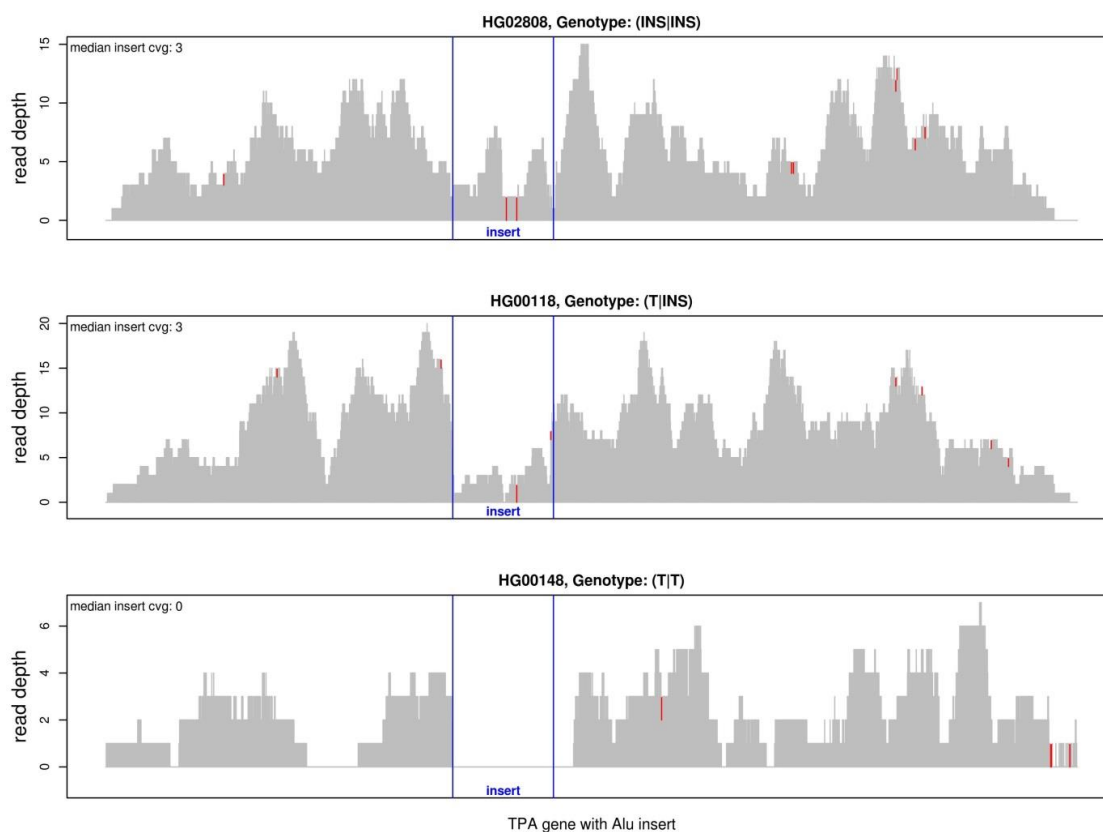 HG02808, Genotype: (INS|INS)
median insert cvg: 3
read depth
15
10
5
0
insert
HG00118, Genotype: (T|INS)
median insert cvg: 3
read depth
20
15
10
5
0
insert
HG00148, Genotype: (T|T)
median insert cvg: 0
read depth
6
4
2
0
insert
TPA gene with Alu insert